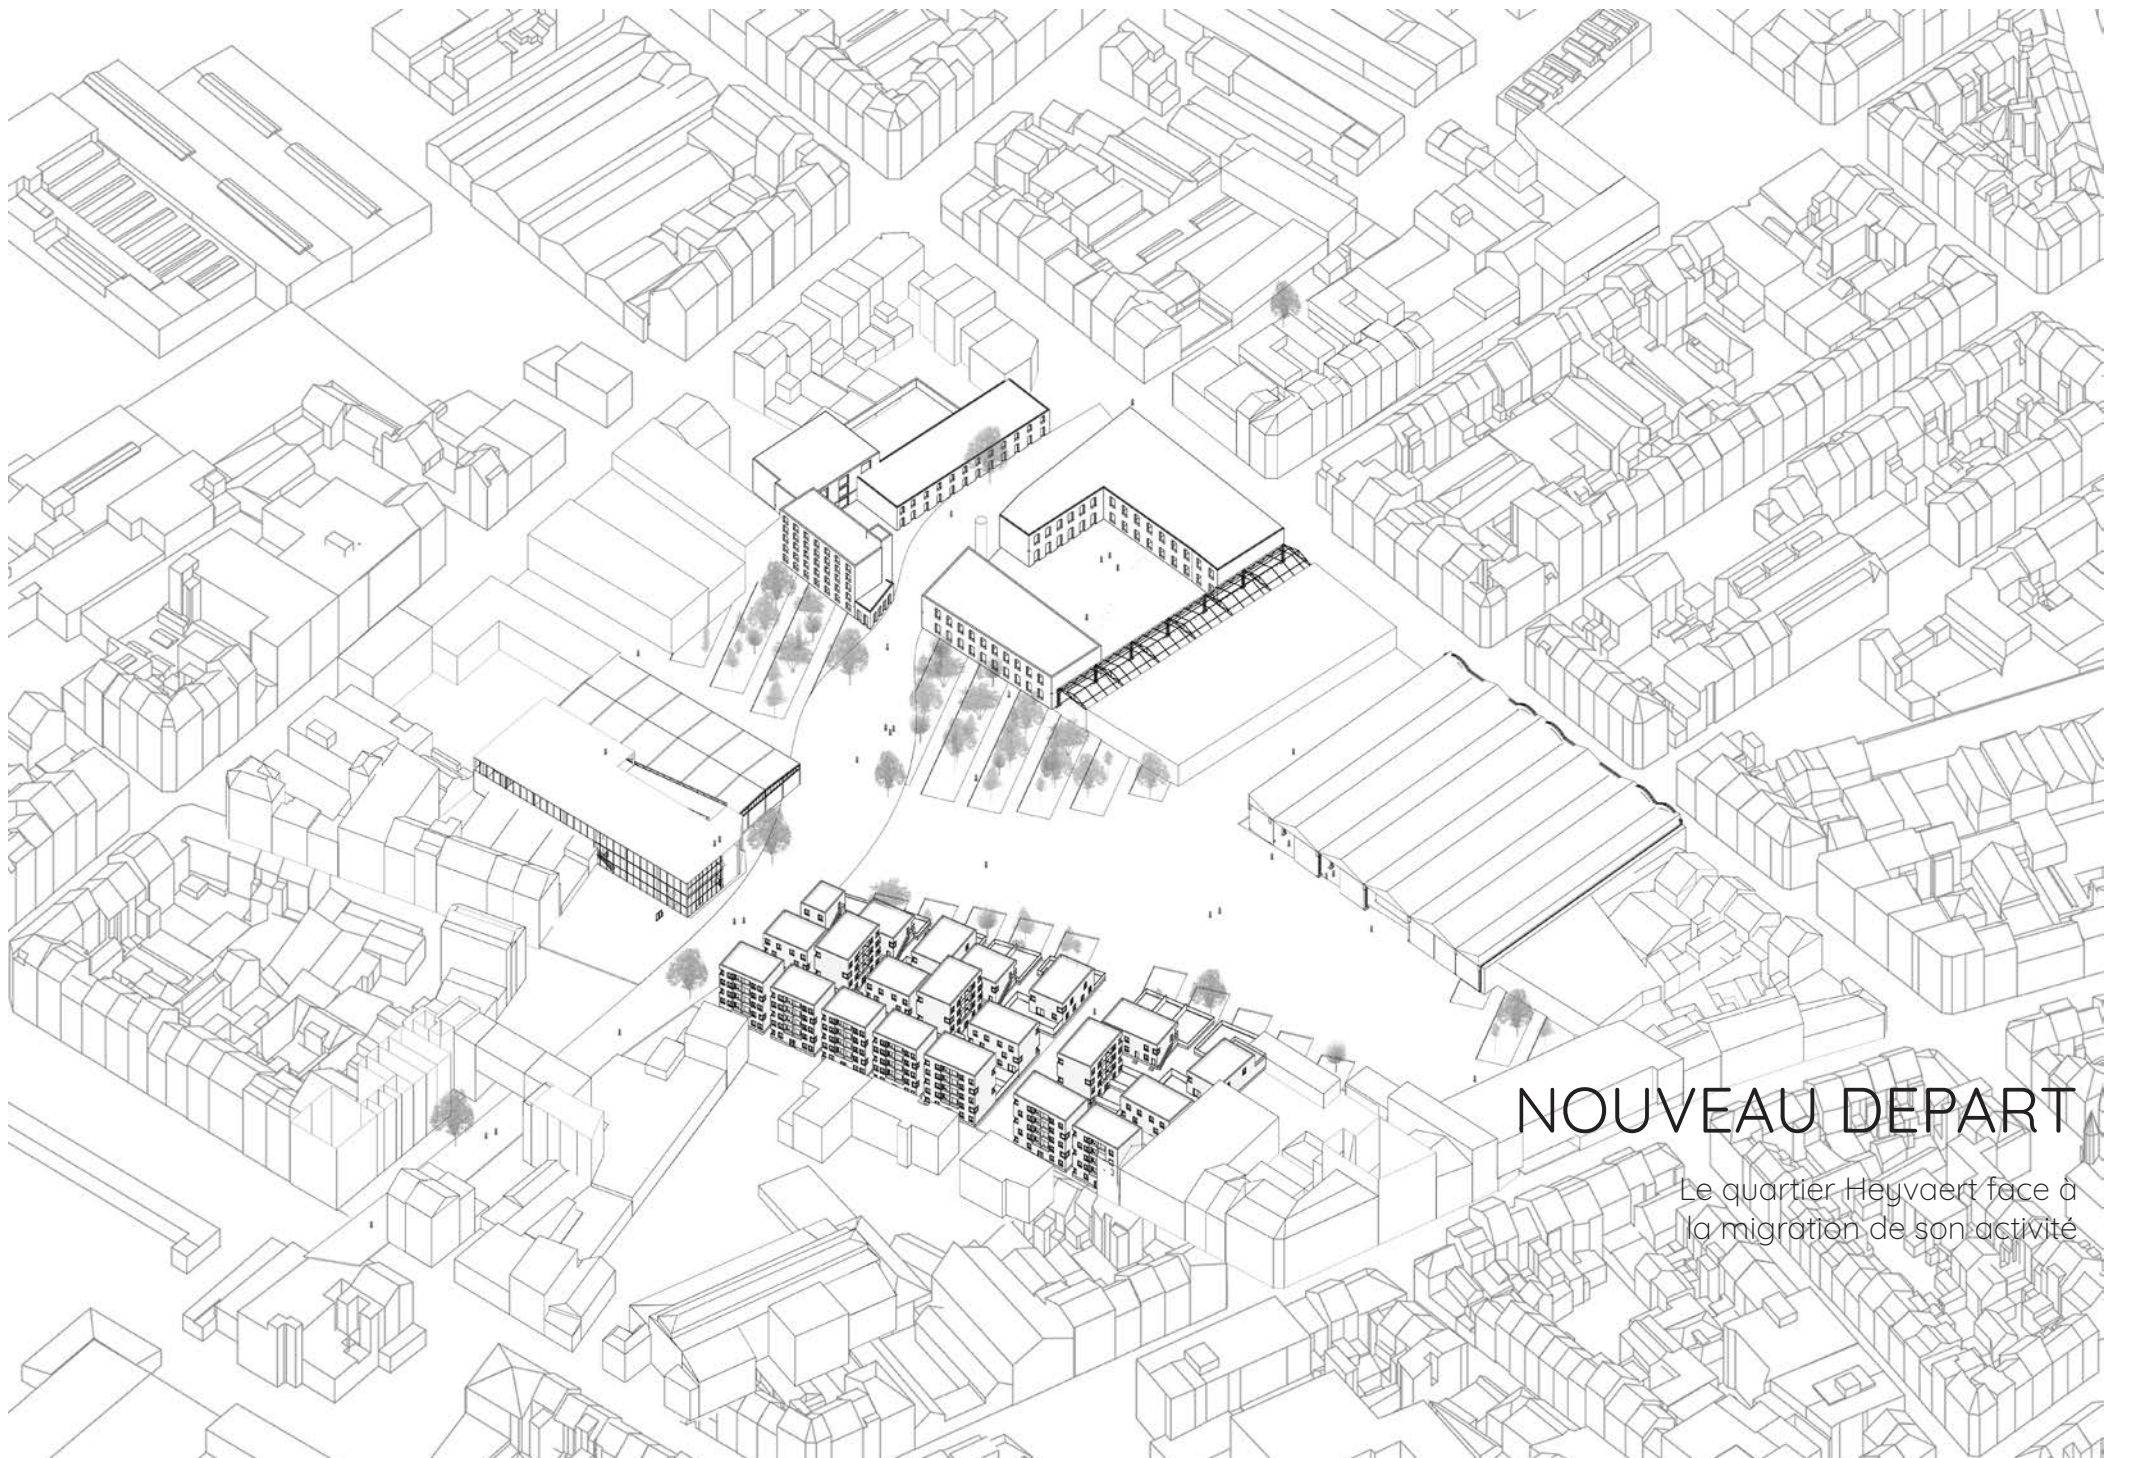 NOUVEAU DEPART
Le quartier Heyvaert face à
la migration de son activité